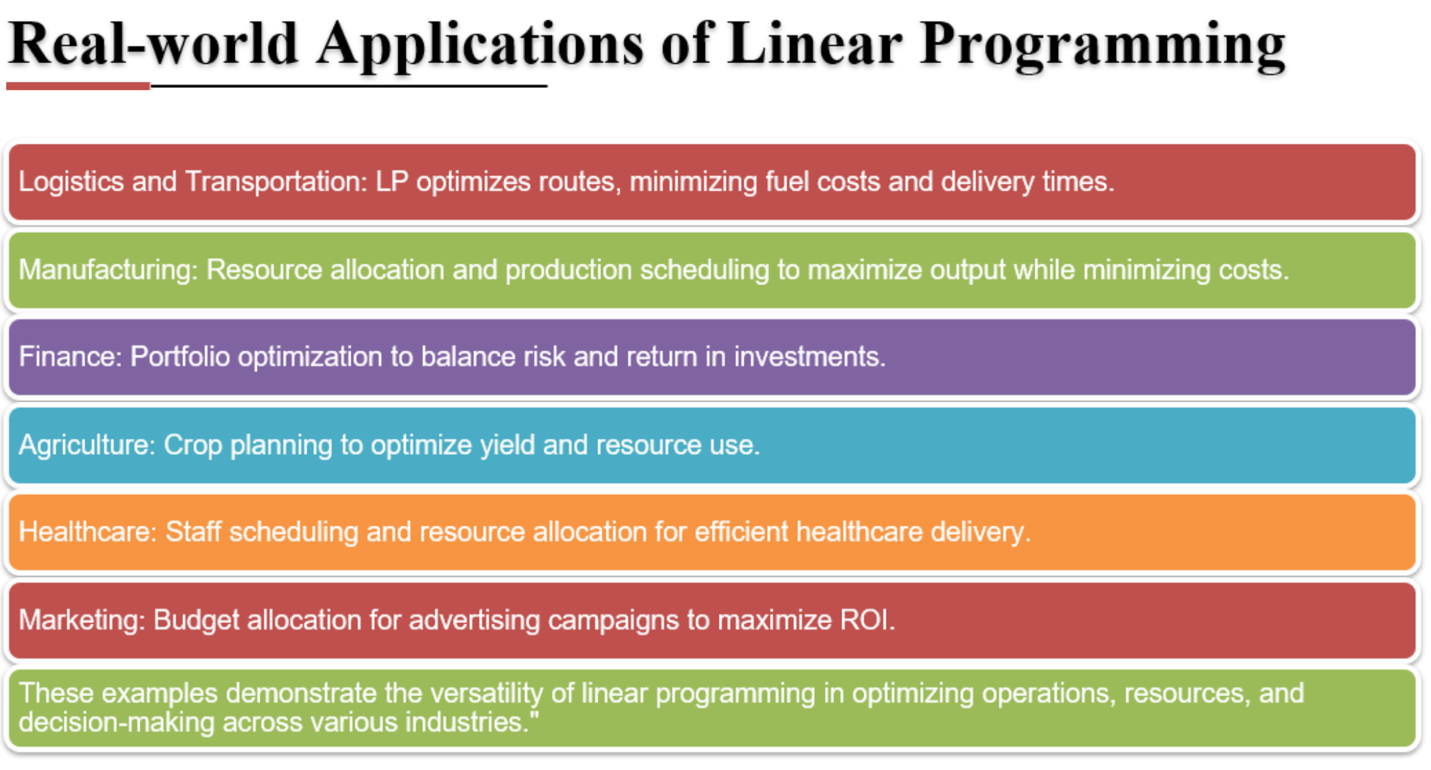 Real-world Applications of Linear Programming
Logistics and Transportation: LP optimizes routes, minimizing fuel costs and delivery times.
Manufacturing: Resource allocation and production scheduling to maximize output while minimizing costs.
Finance: Portfolio optimization to balance risk and return in investments.
Agriculture: Crop planning to optimize yield and resource use.
Healthcare: Staff scheduling and resource allocation for efficient healthcare delivery.
Marketing: Budget allocation for advertising campaigns to maximize ROI.
These examples demonstrate the versatility of linear programming in optimizing operations, resources, and
decision-making across various industries."